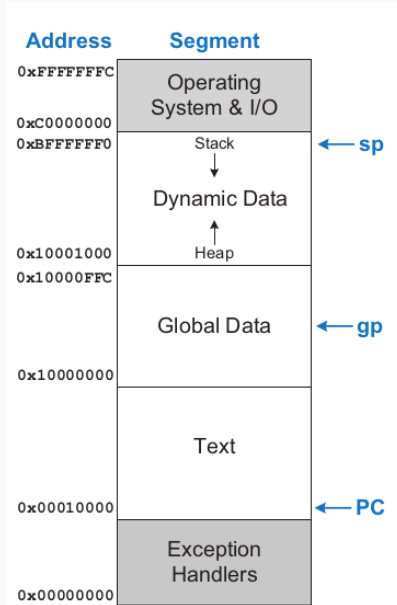 Address Segment
0xFFFFFFFC
Operating
System & I/O
0xC0000000
0xBFFFFFF0 Stack sp
Dynamic Data
0x10001000 Heap
0x10000FFC
Global Data gp
0x10000000
Text
0x00010000 PC
Exception
Handlers
0x00000000